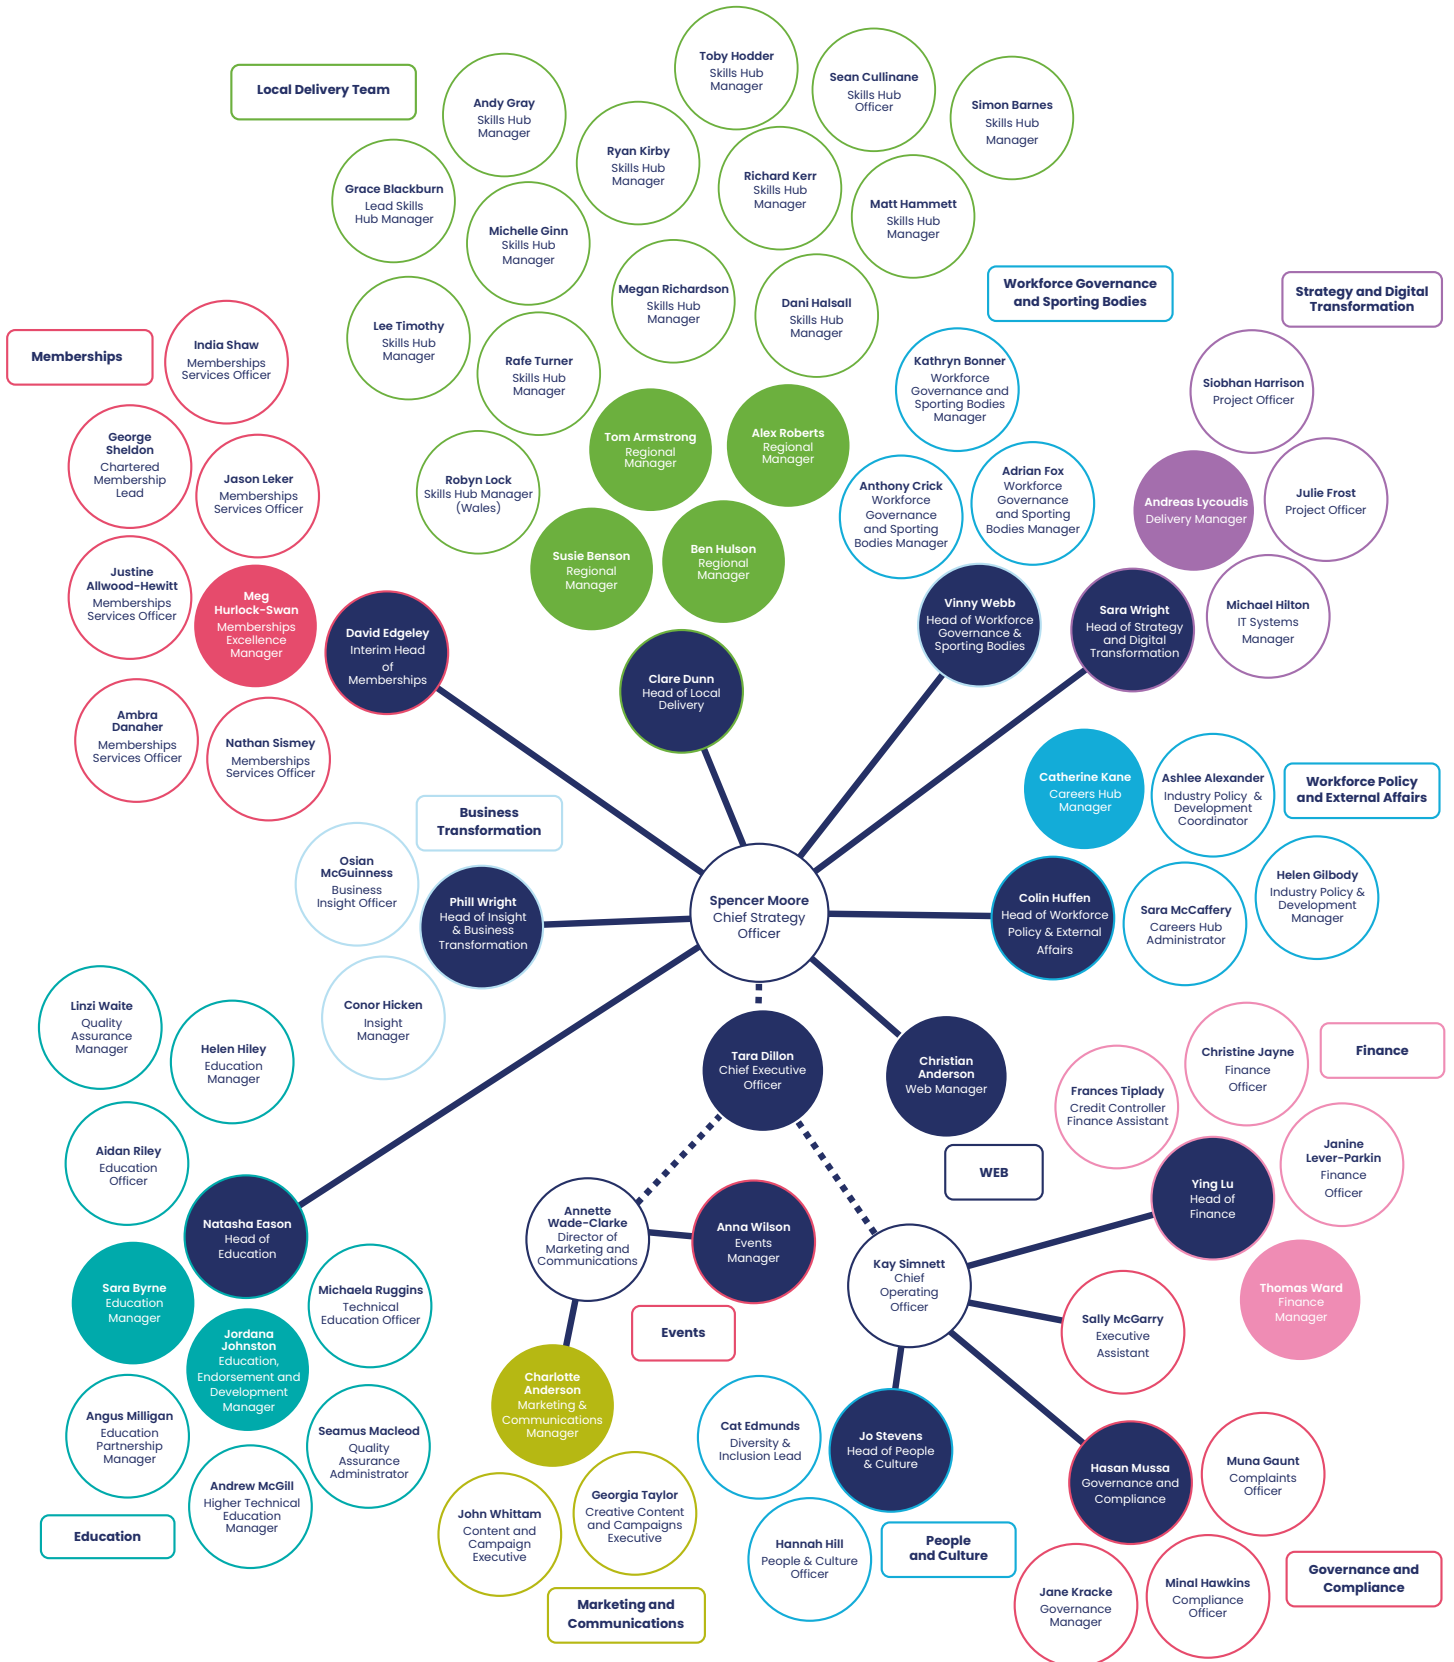 Local Delivery Team
Toby Hodder
Skills Hub
Manager
Sean Cullinane
Skills Hub
Officer
Simon Barnes
Skills Hub
Manager
Andy Gray
Skills Hub
Manager
Ryan Kirby
Skills Hub
Manager
Richard Kerr
Skills Hub
Manager
Matt Hammett
Skills Hub
Manager
Grace Blackburn
Lead Skills
Hub Manager
Michelle Ginn
Skills Hub
Manager
Megan Richardson
Skills Hub
Manager
Dani Halsall
Skills Hub
Manager
Lee Timothy
Skills Hub
Manager
Rafe Turner
Skills Hub
Manager
Robyn Lock
Skills Hub Manager
(Wales)
Tom Armstrong
Regional
Manager
Alex Roberts
Regional
Manager
Susie Benson
Regional
Manager
Ben Hulson
Regional
Manager
Clare Dunn
Head of Local
Delivery
Workforce Governance
and Sporting Bodies
Kathryn Bonner
Workforce
Governance and
Sporting Bodies
Manager
Anthony Crick
Workforce
Governance
and Sporting
Bodies Manager
Adrian Fox
Workforce
Governance
and Sporting
Bodies Manager
Vinny Webb
Head of Workforce
Governance &
Sporting Bodies
Strategy and Digital
Transformation
Siobhan Harrison
Project Officer
Andreas Lycoudis
Delivery Manager
Julie Frost
Project Officer
Michael Hilton
IT Systems
Manager
Sara Wright
Head of Strategy
and Digital
Transformation
Memberships
India Shaw
Memberships
Services Officer
George
Sheldon
Chartered
Membership
Lead
Jason Leker
Memberships
Services Officer
Justine
Allwood-Hewitt
Memberships
Services Officer
Meg
Hurlock-Swan
Memberships
Excellence
Manager
David Edgeley
Interim Head
of
Memberships
Ambra
Danaher
Memberships
Services Officer
Nathan Sismey
Memberships
Services Officer
Business
Transformation
Osian
McGuinness
Business
Insight Officer
Phill Wright
Head of Insight
& Business
Transformation
Conor Hicken
Insight
Manager
Spencer Moore
Chief Strategy
Officer
Catherine Kane
Careers Hub
Manager
Ashlee Alexander
Industry Policy &
Development
Coordinator
Workforce Policy
and External Affairs
Colin Huffen
Head of Workforce
Policy & External
Affairs
Sara McCaffery
Careers Hub
Administrator
Helen Gilbody
Industry Policy &
Development
Manager
Tara Dillon
Chief Executive
Officer
Christian
Anderson
Web Manager
WEB
Linzi Waite
Quality
Assurance
Manager
Helen Hiley
Education
Manager
Aidan Riley
Education
Officer
Natasha Eason
Head of
Education
Sara Byrne
Education
Manager
Michaela Ruggins
Technical
Education Officer
Jordana
Johnston
Education,
Endorsement and
Development
Manager
Angus Milligan
Education
Partnership
Manager
Seamus Macleod
Quality
Assurance
Administrator
Andrew McGill
Higher Technical
Education
Manager
Education
Annette
Wade-Clarke
Director of
Marketing and
Communications
Anna Wilson
Events
Manager
Events
Charlotte
Anderson
Marketing &
Communications
Manager
John Whittam
Content and
Campaign
Executive
Georgia Taylor
Creative Content
and Campaigns
Executive
Marketing and
Communications
Kay Simnett
Chief
Operating
Officer
Frances Tiplady
Credit Controller
Finance Assistant
Christine Jayne
Finance
Officer
Finance
Ying Lu
Head of
Finance
Janine
Lever-Parkin
Finance
Officer
Thomas Ward
Finance
Manager
Sally McGarry
Executive
Assistant
Cat Edmunds
Diversity &
Inclusion Lead
Jo Stevens
Head of People
& Culture
Hannah Hill
People & Culture
Officer
People
and Culture
Hasan Mussa
Governance and
Compliance
Muna Gaunt
Complaints
Officer
Jane Kracke
Governance
Manager
Minal Hawkins
Compliance
Officer
Governance and
Compliance